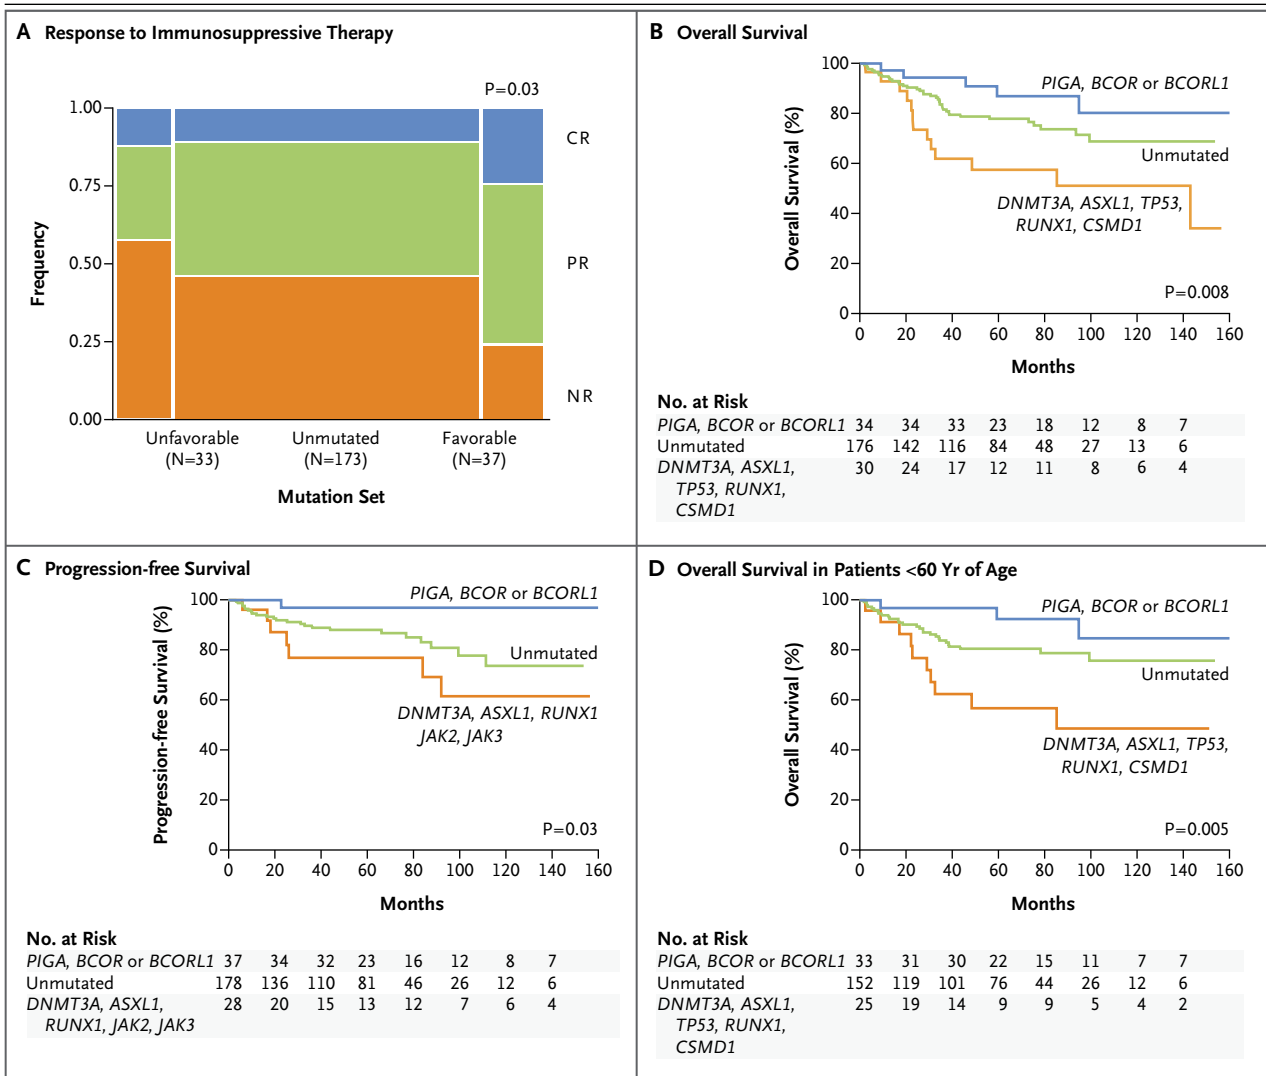 A Response to Immunosuppressive Therapy
P=0.03
1.00
0.75
0.50
0.25
0.00
Frequency
CR
PR
NR
Unfavorable
(N=33)
Unmutated
(N=173)
Favorable
(N=37)
Mutation Set
B Overall Survival
100
80
60
40
20
0
Overall Survival (%)
PIGA, BCOR or BCORL1
Unmutated
DNMT3A, ASXL1, TP53,
RUNX1, CSMD1
P=0.008
0 20 40 60 80 100 120 140 160
Months
No. at Risk
PIGA, BCOR or BCORL1 34 34 33 23 18 12 8 7
Unmutated 176 142 116 84 48 27 13 6
DNMT3A, ASXL1, 30 24 17 12 11 8 6 4
TP53, RUNX1,
CSMD1
C Progression-free Survival
100
80
60
40
20
0
Progression-free Survival (%)
PIGA, BCOR or BCORL1
Unmutated
DNMT3A, ASXL1, RUNX1
JAK2, JAK3
P=0.03
0 20 40 60 80 100 120 140 160
Months
No. at Risk
PIGA, BCOR or BCORL1 37 34 32 23 16 12 8 7
Unmutated 178 136 110 81 46 26 12 6
DNMT3A, ASXL1, 28 20 15 13 12 7 6 4
RUNX1, JAK2, JAK3
D Overall Survival in Patients <60 Yr of Age
100
80
60
40
20
0
Overall Survival (%)
PIGA, BCOR or BCORL1
Unmutated
DNMT3A, ASXL1, TP53,
RUNX1, CSMD1
P=0.005
0 20 40 60 80 100 120 140 160
Months
No. at Risk
PIGA, BCOR or BCORL1 33 31 30 22 15 11 7 7
Unmutated 152 119 101 76 44 26 12 6
DNMT3A, ASXL1, 25 19 14 9 9 5 4 2
TP53, RUNX1,
CSMD1